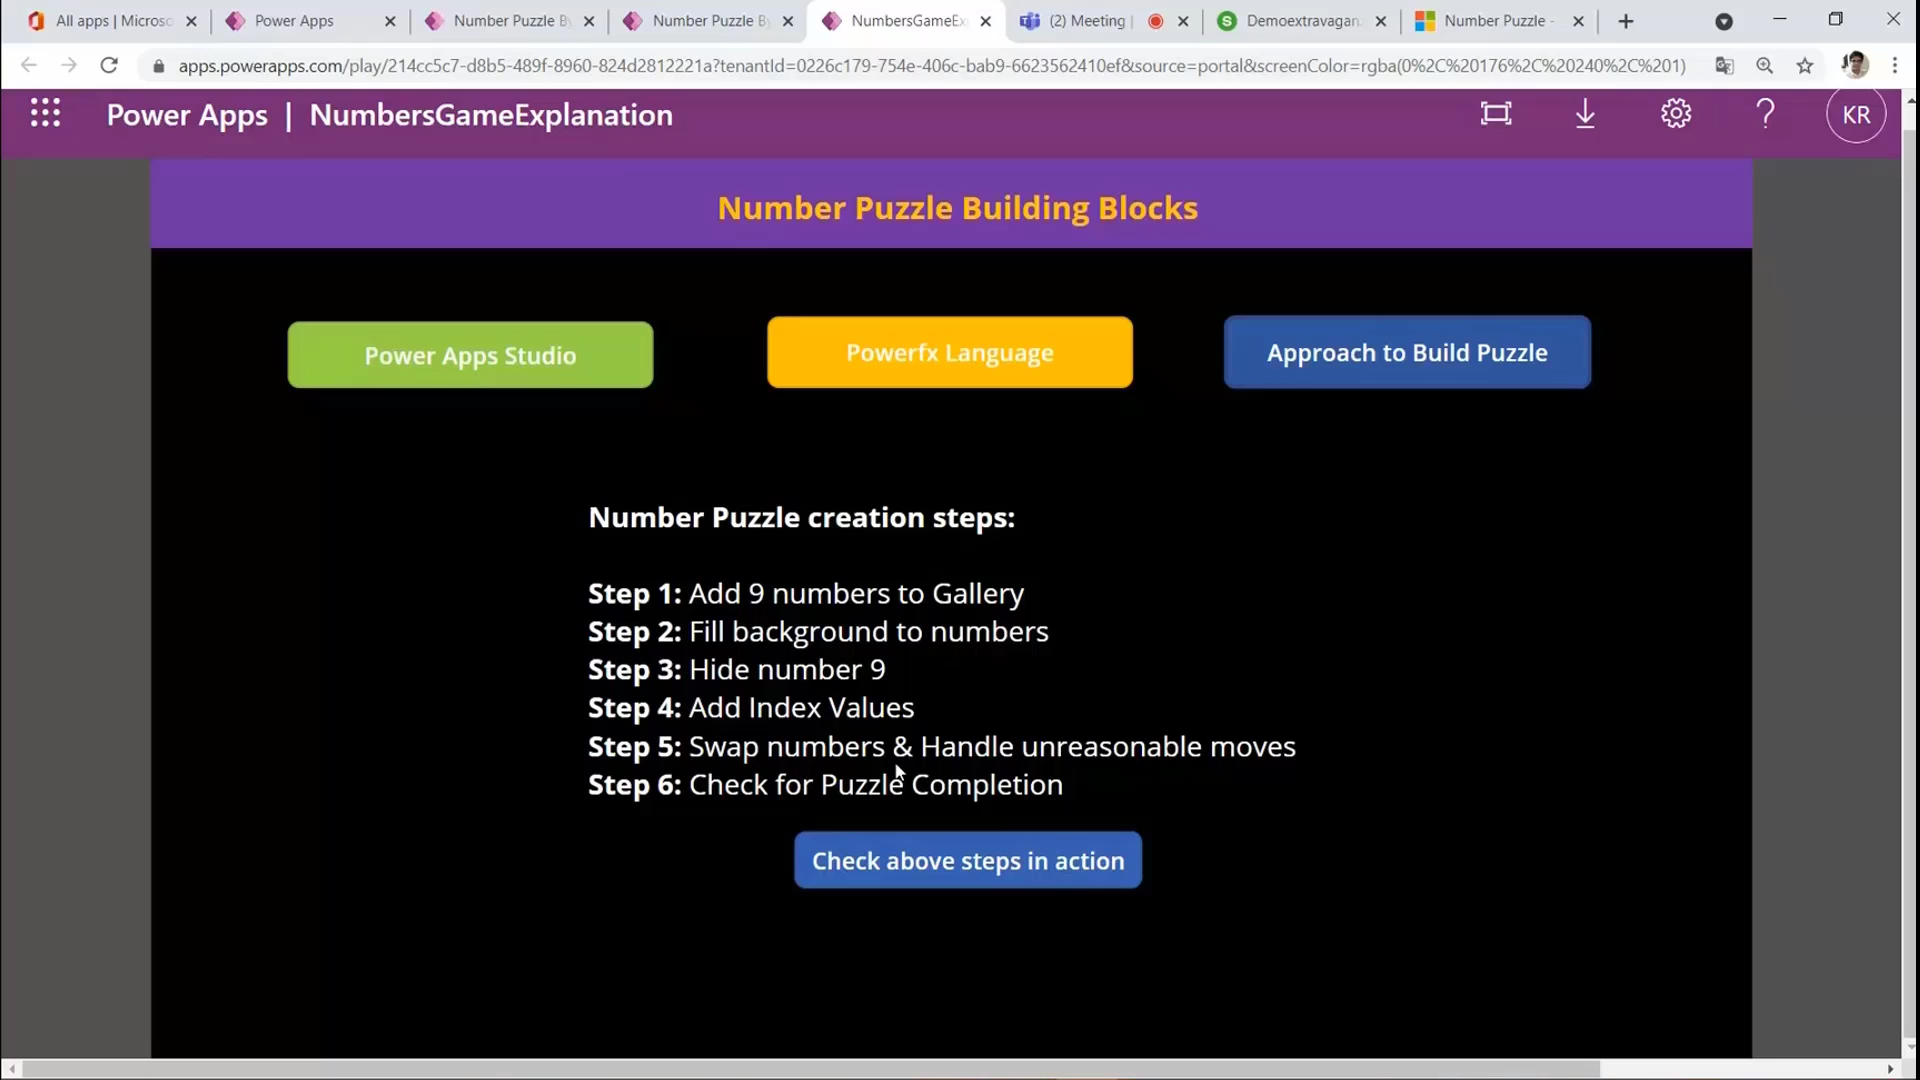 All apps | Microso
Power Apps
Number Puzzle B
Number Puzzle B
NumbersGameEx
(2) Meeting |
Demoextravagan
Number Puzzle -
apps.powerapps.com/play/214cc5c7-d8b5-489f-8960-824d2812221a?tenantId=0226c179-754e-406c-bab9-6623562410ef&source=portal&screenColor=rgba(0%2C%20176%2C%20240%2C%201)
Power Apps | NumbersGameExplanation
KR
Number Puzzle Building Blocks
Power Apps Studio
Powerfx Language
Approach to Build Puzzle
Number Puzzle creation steps:
Step 1: Add 9 numbers to Gallery
Step 2: Fill background to numbers
Step 3: Hide number 9
Step 4: Add Index Values
Step 5: Swap numbers & Handle unreasonable moves
Step 6: Check for Puzzle Completion
Check above steps in action